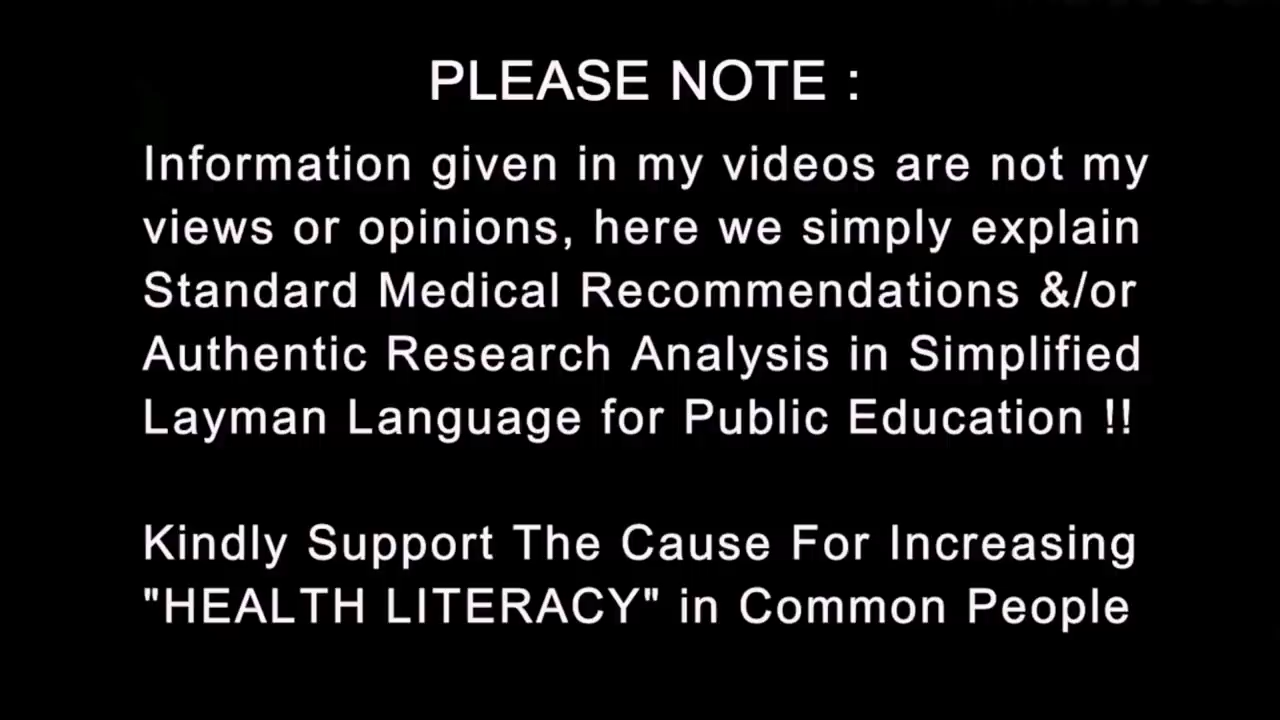 PLEASE NOTE :
Information given in my videos are not my
views or opinions, here we simply explain
Standard Medical Recommendations &/or
Authentic Research Analysis in Simplified
Layman Language for Public Education !!
Kindly Support The Cause For Increasing
"HEALTH LITERACY" in Common People